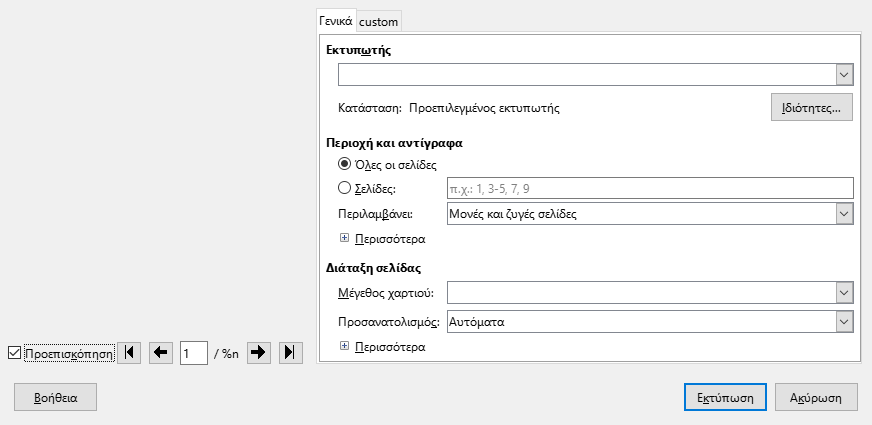 Γενικά custom
Εκτυπωτής
Κατάσταση: Προεπιλεγμένος εκτυπωτής Ιδιότητες...
Περιοχή και αντίγραφα
Όλες οι σελίδες
Σελίδες: π.χ.: 1, 3-5, 7, 9
Περιλαμβάνει: Μονές και ζυγές σελίδες
Περισσότερα
Διάταξη σελίδας
Μέγεθος χαρτιού:
Προσανατολισμός: Αυτόματα
Περισσότερα
Προεπισκόπηση 1 / %n
Βοήθεια Εκτύπωση Ακύρωση